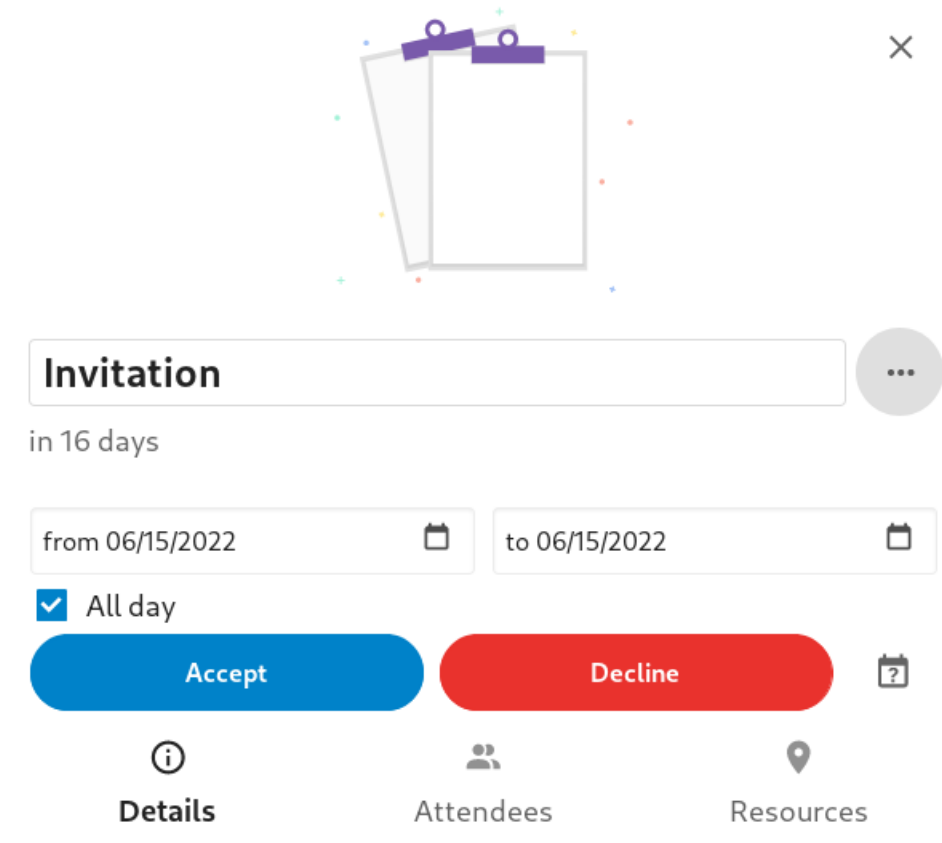 Invitation
in 16 days
from 06/15/2022 to 06/15/2022
All day
Accept Decline
?
Details Attendees Resources